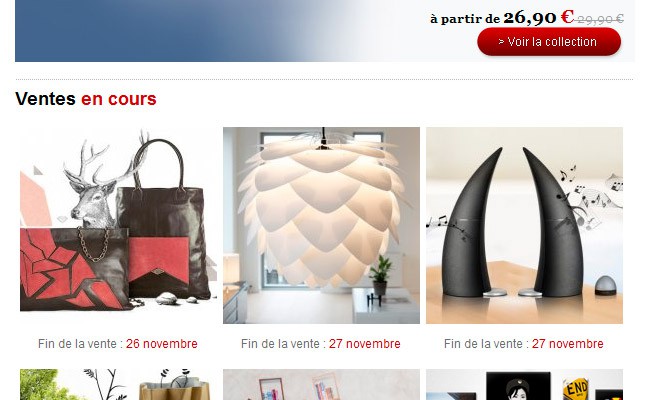 à partir de 26,90 € 29,90 €
> Voir la collection
Ventes en cours
Fin de la vente : 26 novembre
Fin de la vente : 27 novembre
Fin de la vente : 27 novembre
END